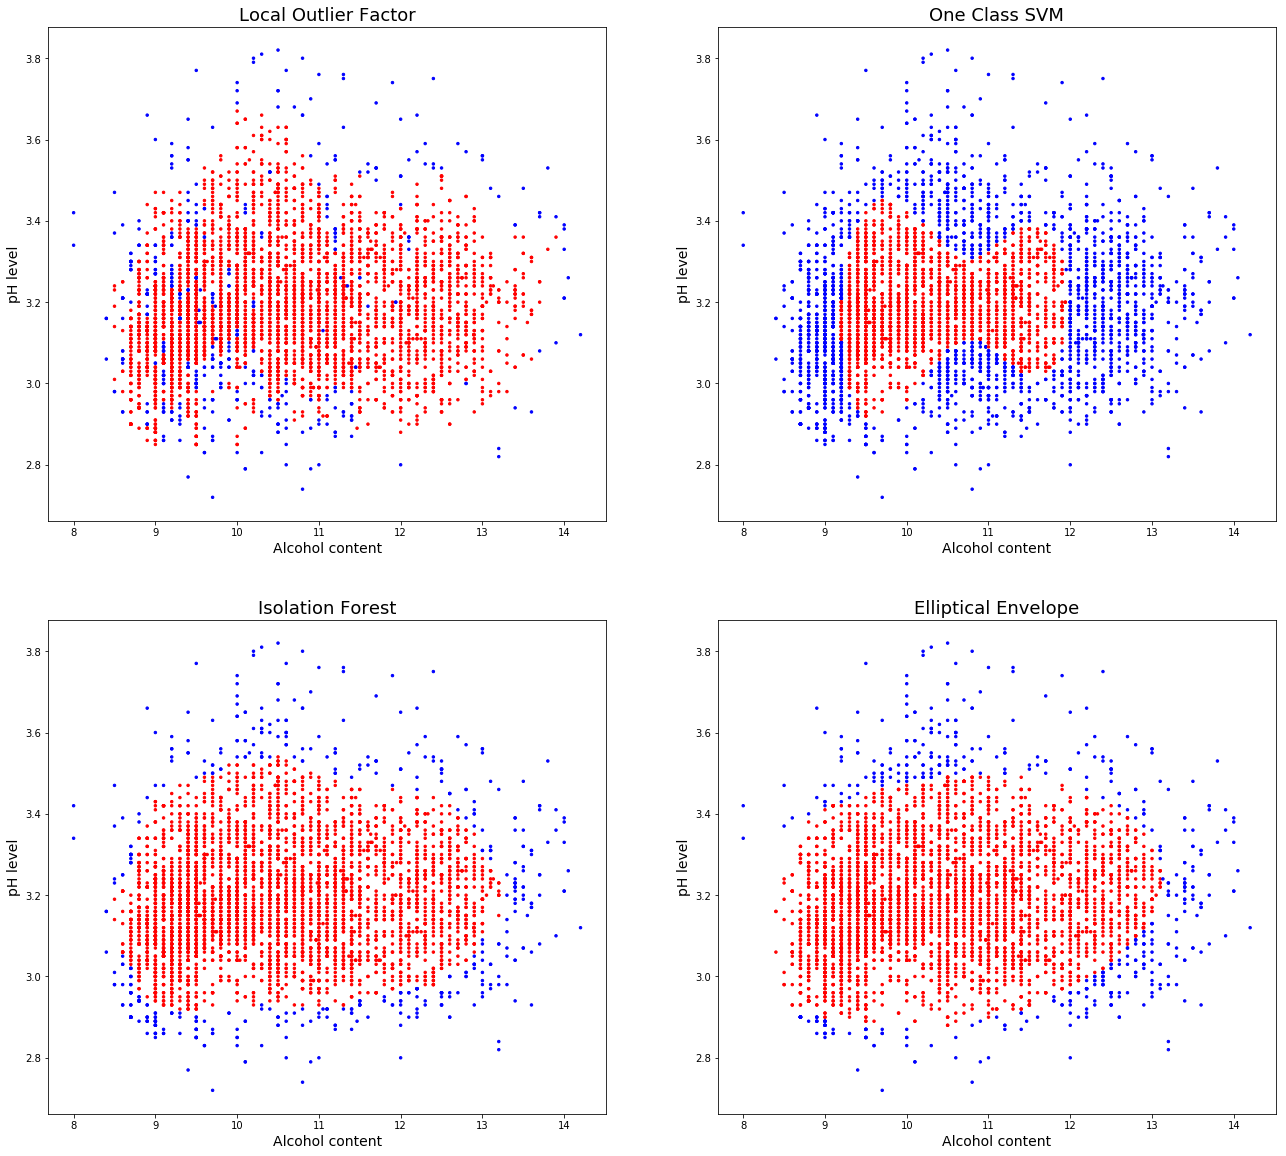 Local Outlier Factor
pH level
3.8
3.6
3.4
3.2
3.0
2.8
8 9 10 11 12 13 14
Alcohol content
One Class SVM
pH level
3.8
3.6
3.4
3.2
3.0
2.8
8 9 10 11 12 13 14
Alcohol content
Isolation Forest
pH level
3.8
3.6
3.4
3.2
3.0
2.8
8 9 10 11 12 13 14
Alcohol content
Elliptical Envelope
pH level
3.8
3.6
3.4
3.2
3.0
2.8
8 9 10 11 12 13 14
Alcohol content